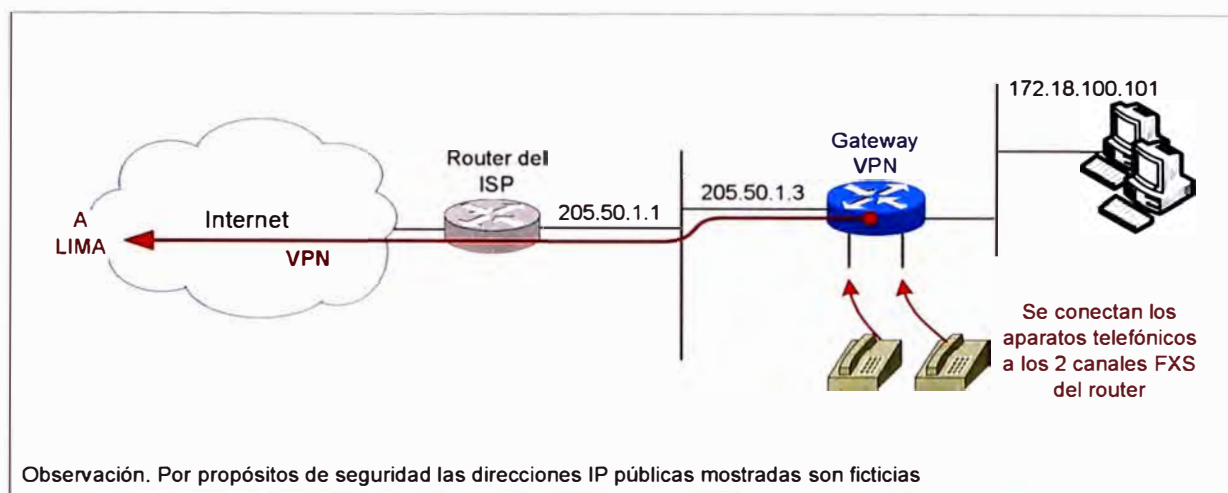 172.18.100.101
Gateway
VPN
Router del
ISP
205.50.1.3
205.50.1.1
A
LIMA
Internet
VPN
Se conectan los
aparatos telefónicos
a los 2 canales FXS
del router
Observación. Por propósitos de seguridad las direcciones IP públicas mostradas son ficticias